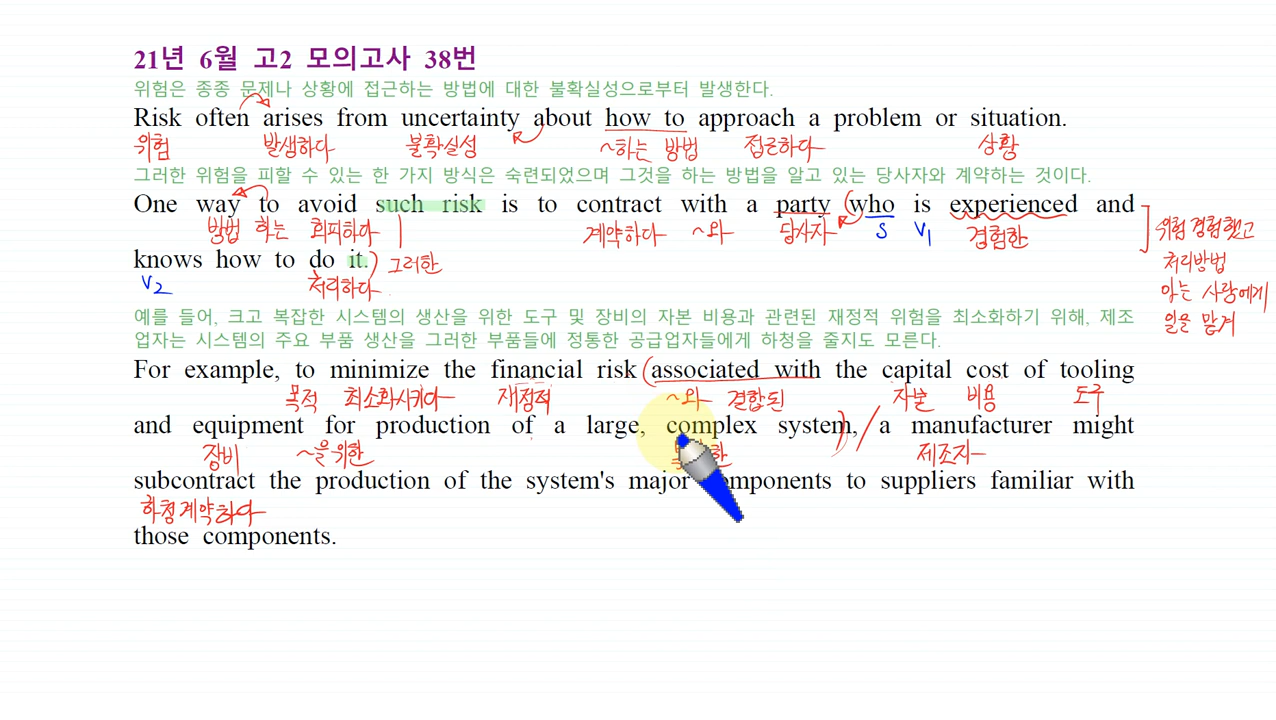 21년 6월 고2 모의고사 38번
위험은 종종 문제나 상황에 접근하는 방법에 대한 불확실성으로부터 발생한다.
Risk often arises from uncertainty about how to approach a problem or situation.
위험 발생하다 불확실성 ~하는 방법 접근하다 상황
그러한 위험을 피할 수 있는 한 가지 방식은 숙련되었으며 그것을 하는 방법을 알고 있는 당사자와 계약하는 것이다.
One way to avoid such risk is to contract with a party (who is experienced and
방법 하는 회피하다 계약하다 ~와 당사자 S V1 경험한
위험 경험했고
knows how to do it.)
그러한
처리방법
V2 처리하다
아는 사람에게
일을 맡겨
예를 들어, 크고 복잡한 시스템의 생산을 위한 도구 및 장비의 자본 비용과 관련된 재정적 위험을 최소화하기 위해, 제조
업자는 시스템의 주요 부품 생산을 그러한 부품들에 정통한 공급업자들에게 하청을 줄지도 모른다.
For example, to minimize the financial risk (associated with the capital cost of tooling
목적 최소화시키다 재정적 ~와 결합된 자본 비용 도구
and equipment for production of a large, complex system), / a manufacturer might
장비 ~을 위한 제조자
subcontract the production of the system's major components to suppliers familiar with
하청계약하다
those components.